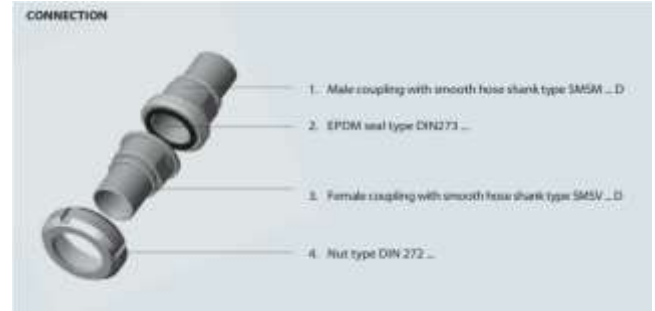 CONNECTION
1. Male coupling with smooth hose shank type SMSM ... D
2. EPDM seal type DIN273 ...
3. Female coupling with smooth hose shank type SMSV ... D
4. Nut type DIN 272 ...